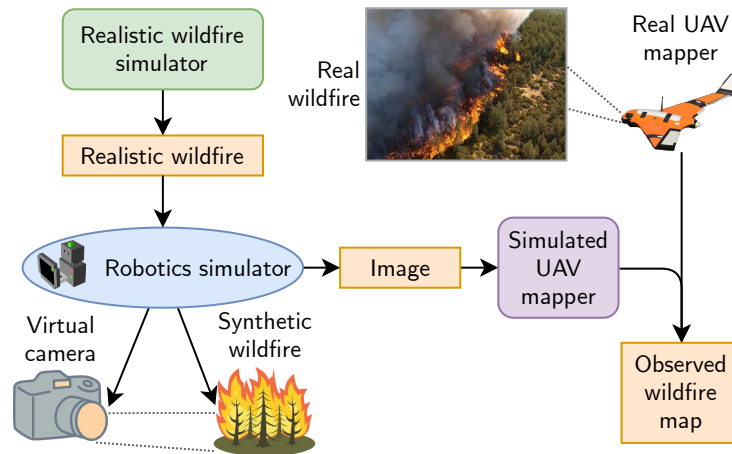 Realistic wildfire
simulator
Real
wildfire
Real UAV
mapper
Realistic wildfire
Robotics simulator
Image
Simulated
UAV
mapper
Virtual
camera
Synthetic
wildfire
Observed
wildfire
map